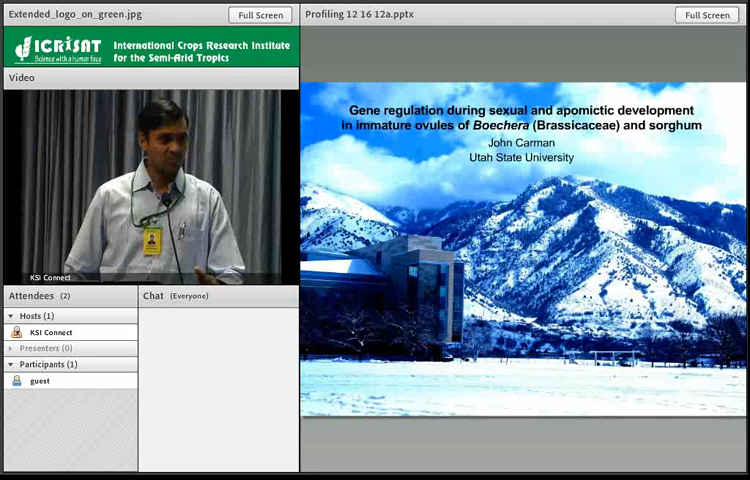 Extended_logo_on_green.jpg
Full Screen
ICRISAT
Science with a human face
International Crops Research Institute
for the Semi-Arid Tropics
Video
KSI Connect
Attendees (2)
Hosts (1)
KSI Connect
Presenters (0)
Participants (1)
guest
Chat (Everyone)
Profiling 12 16 12a.pptx
Full Screen
Gene regulation during sexual and apomictic development
in immature ovules of Boechera (Brassicaceae) and sorghum
John Carman
Utah State University